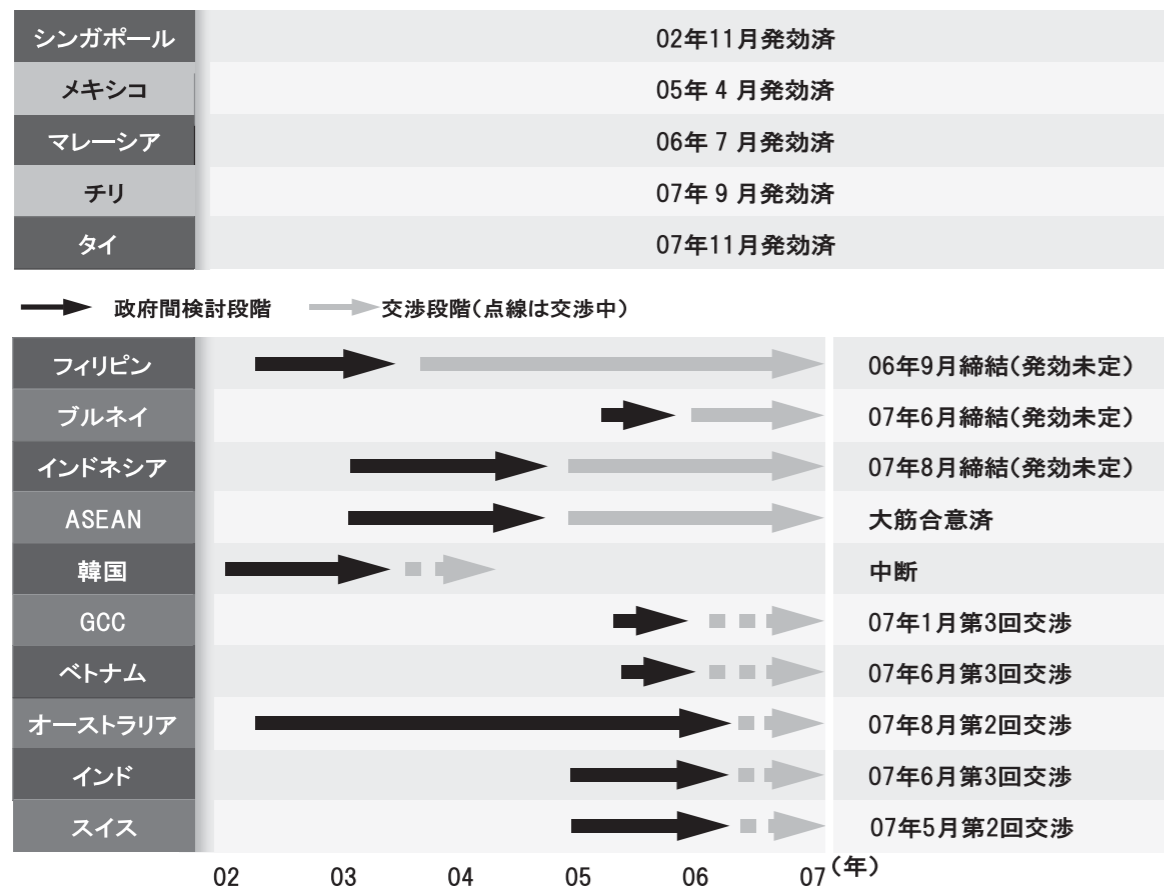 シンガポール 02年11月発効済
メキシコ 05年 4 月発効済
マレーシア 06年 7 月発効済
チリ 07年 9 月発効済
タイ 07年11月発効済
政府間検討段階 交渉段階(点線は交渉中)
フィリピン 06年9月締結(発効未定)
ブルネイ 07年6月締結(発効未定)
インドネシア 07年8月締結(発効未定)
ASEAN 大筋合意済
韓国 中断
GCC 07年1月第3回交渉
ベトナム 07年6月第3回交渉
オーストラリア 07年8月第2回交渉
インド 07年6月第3回交渉
スイス 07年5月第2回交渉
02 03 04 05 06 07(年)